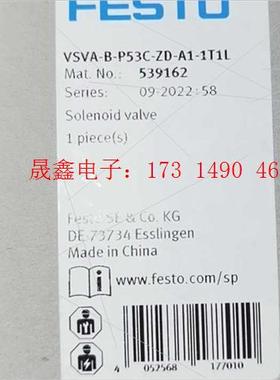 FESTO
VSVA-B-P53C-ZD-A1-1T1L
Mat. No.: 539162
Series: 09-2022:58
Solenoid valve
1 piece(s)
晟鑫电子：173 1490 46
Festo SE & Co. KG
DE 73734 Esslingen
Made in China
www.festo.com/sp
4 052568 177010